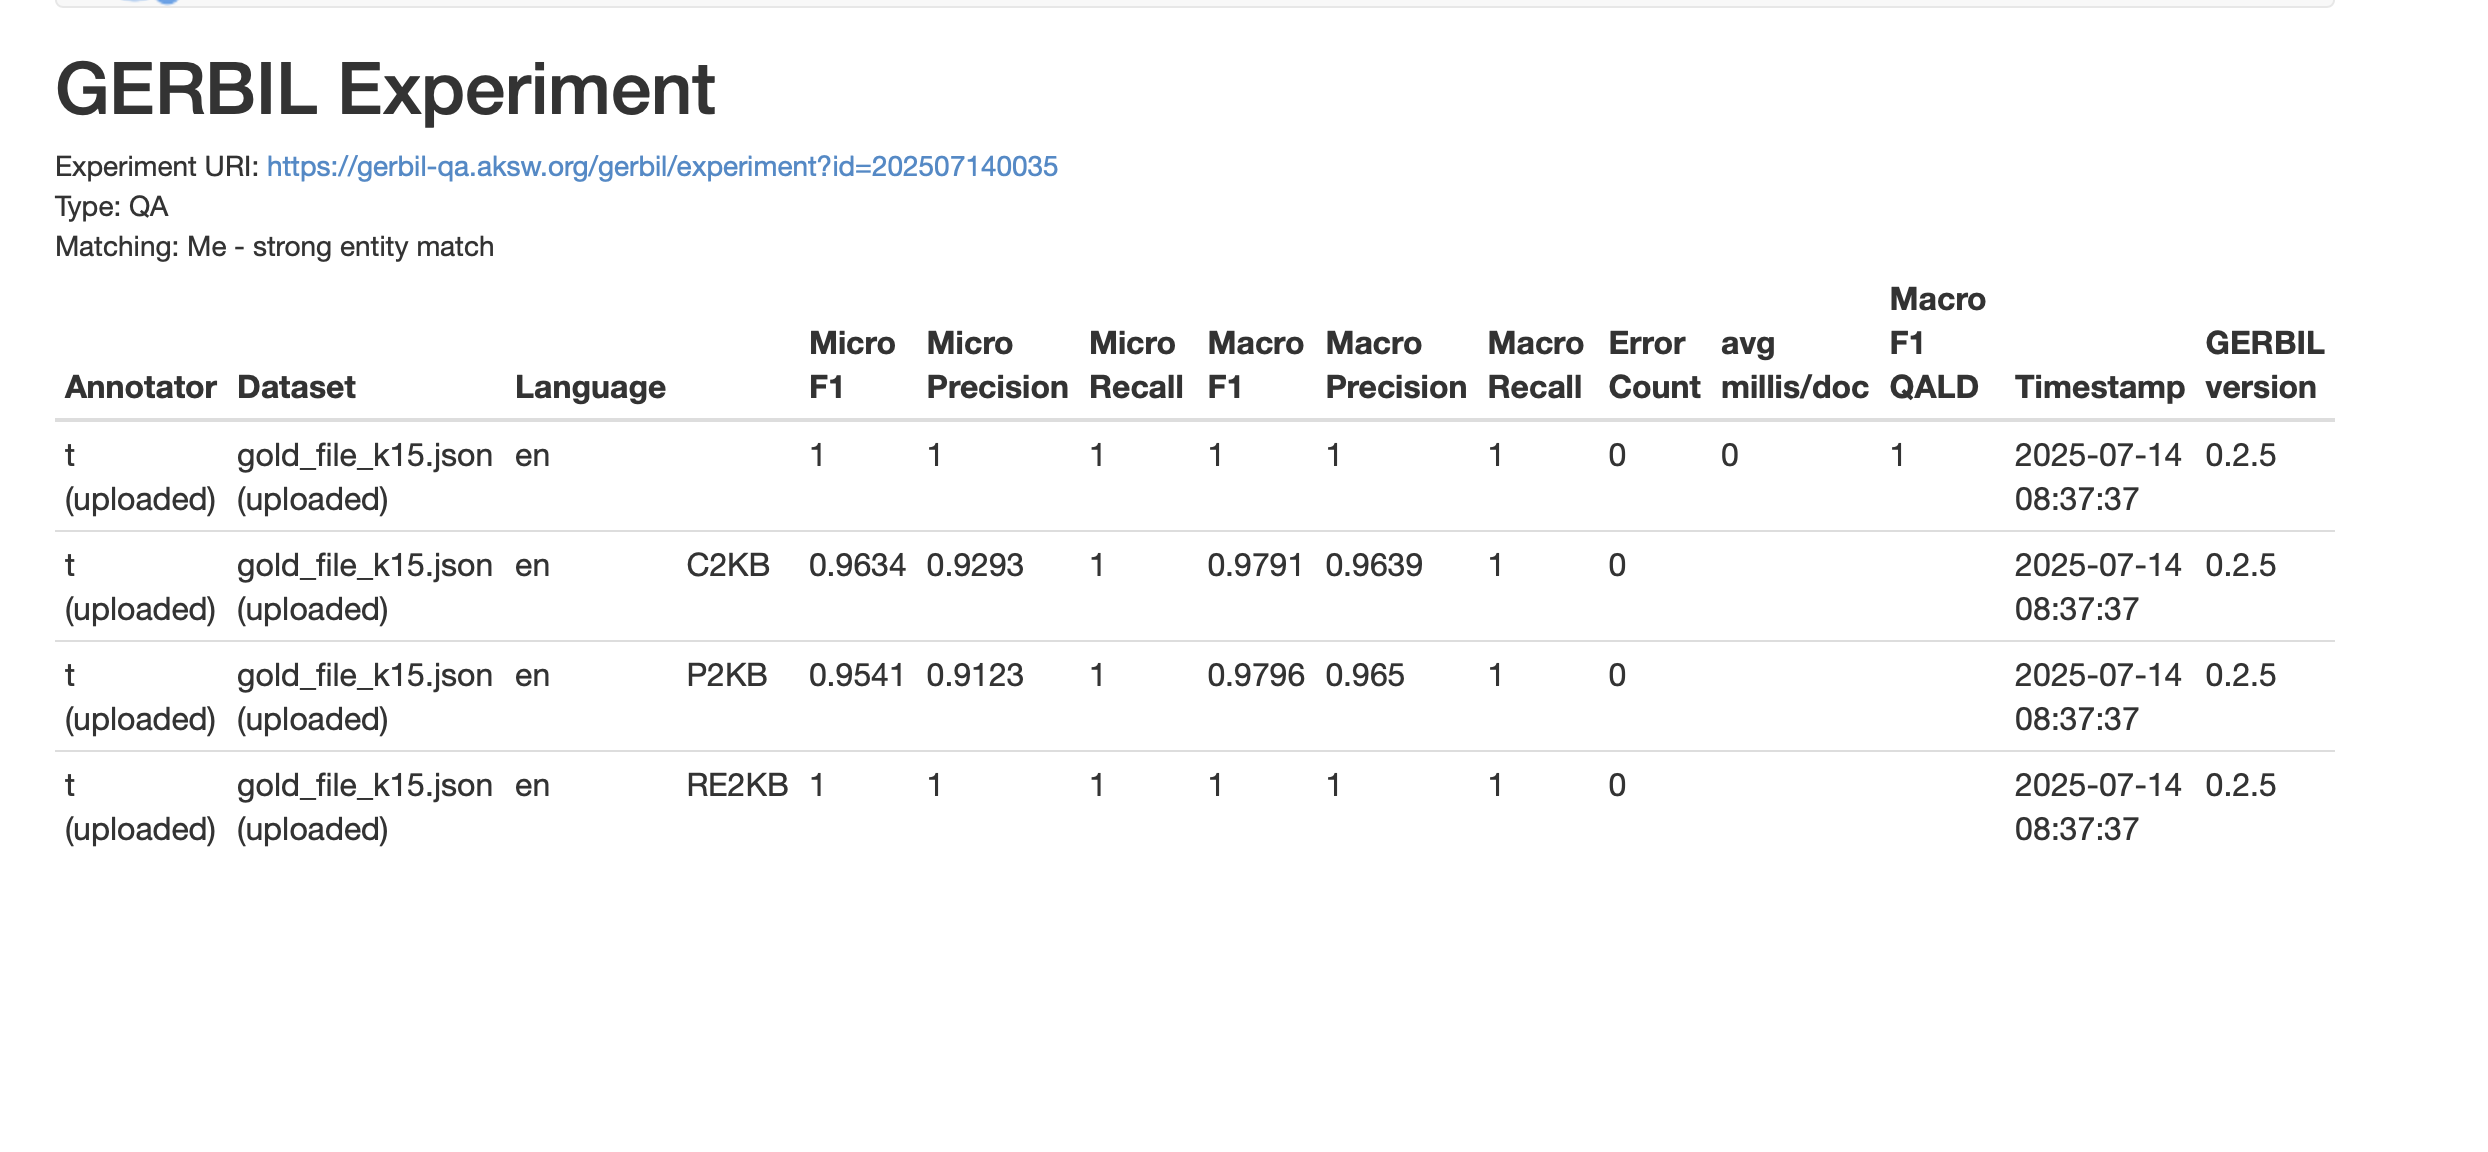 GERBIL Experiment
Experiment URI: https://gerbil-qa.aksw.org/gerbil/experiment?id=202507140035
Type: QA
Matching: Me - strong entity match
Annotator Dataset Language Micro F1 Micro Precision Micro Recall Macro F1 Macro Precision Macro Recall Error Count avg millis/doc Macro F1 QALD Timestamp GERBIL version
t gold_file_k15.json en 1 1 1 1 1 1 0 0 1 2025-07-14 0.2.5
(uploaded) (uploaded) 08:37:37
t gold_file_k15.json en C2KB 0.9634 0.9293 1 0.9791 0.9639 1 0 2025-07-14 0.2.5
(uploaded) (uploaded) 08:37:37
t gold_file_k15.json en P2KB 0.9541 0.9123 1 0.9796 0.965 1 0 2025-07-14 0.2.5
(uploaded) (uploaded) 08:37:37
t gold_file_k15.json en RE2KB 1 1 1 1 1 1 0 2025-07-14 0.2.5
(uploaded) (uploaded) 08:37:37